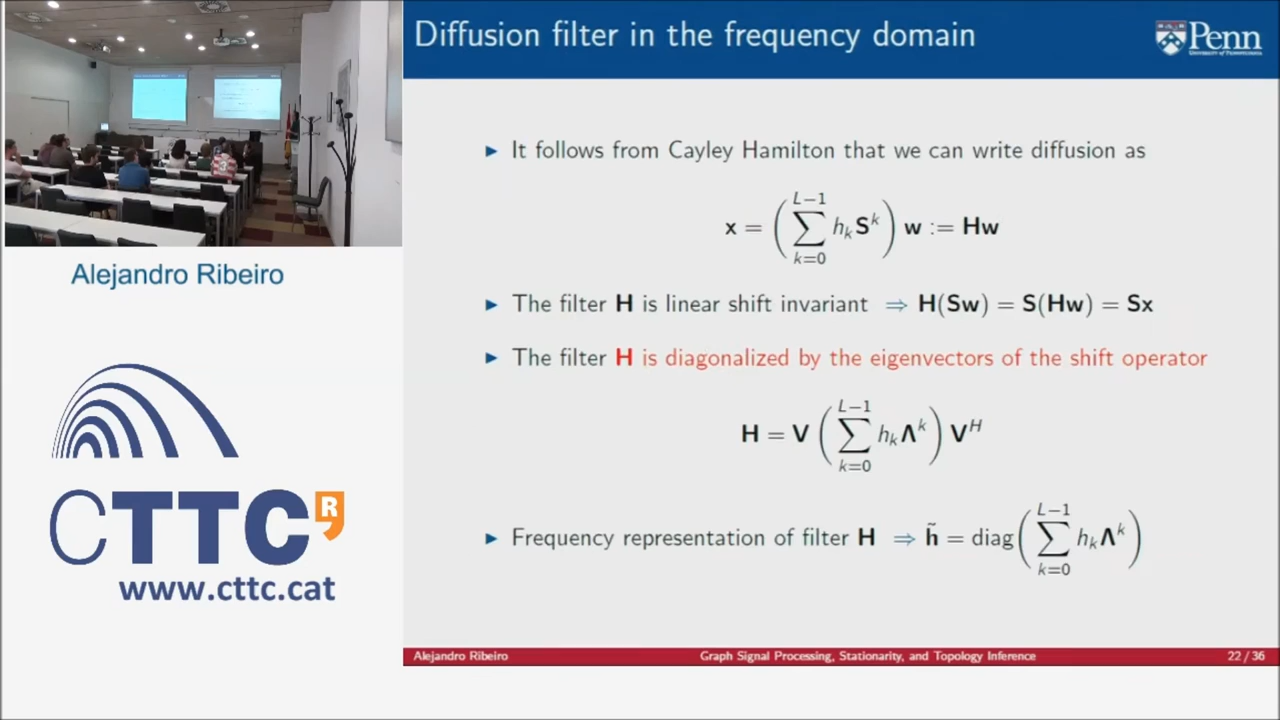 Diffusion filter in the frequency domain
Penn
UNIVERSITY OF PENNSYLVANIA
► It follows from Cayley Hamilton that we can write diffusion as
x = ( ∑_{k=0}^{L−1} h_k S^k ) w := Hw
► The filter H is linear shift invariant ⇒ H(Sw) = S(Hw) = Sx
► The filter H is diagonalized by the eigenvectors of the shift operator
H = V ( ∑_{k=0}^{L−1} h_k Λ^k ) V^H
► Frequency representation of filter H ⇒ h̃ = diag( ∑_{k=0}^{L−1} h_k Λ^k )
Alejandro Ribeiro
Graph Signal Processing, Stationarity, and Topology Inference
22 / 36
Alejandro Ribeiro
CTTC R
www.cttc.cat